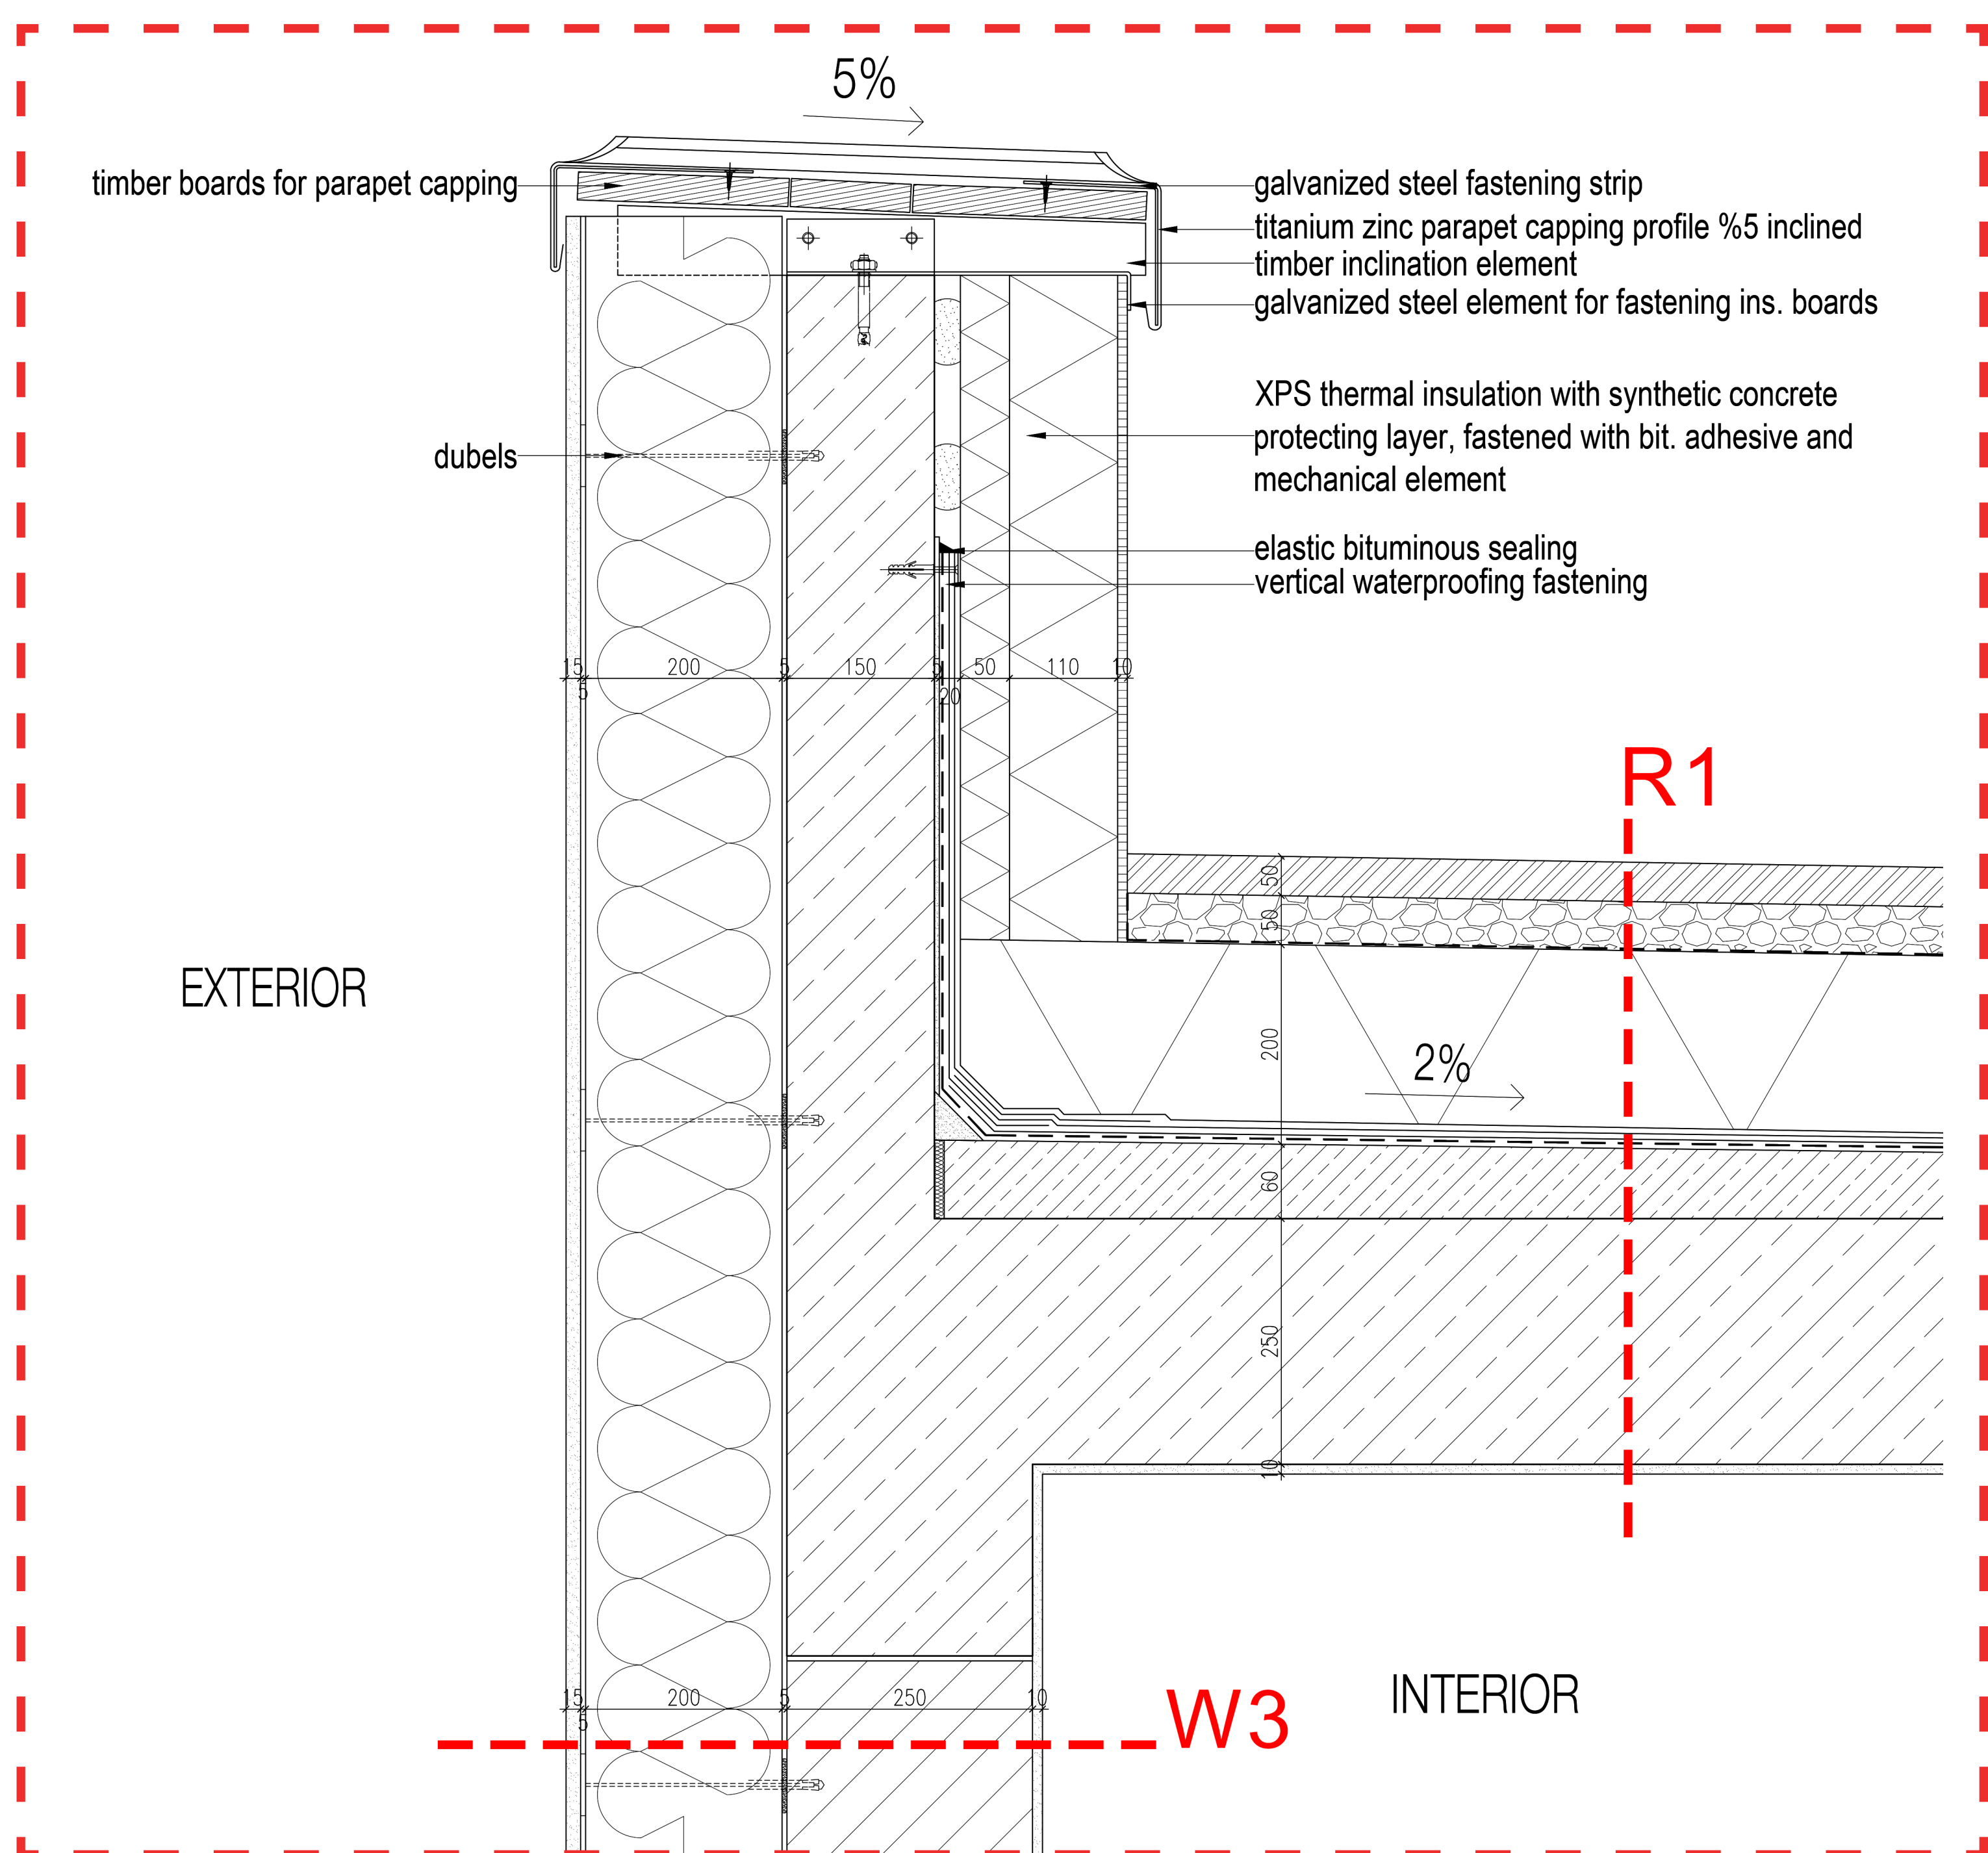 5%
timber boards for parapet capping
galvanized steel fastening strip
titanium zinc parapet capping profile %5 inclined
timber inclination element
galvanized steel element for fastening ins. boards
XPS thermal insulation with synthetic concrete
protecting layer, fastened with bit. adhesive and
mechanical element
dubels
elastic bituminous sealing
vertical waterproofing fastening
15 200 5 150 5 50 110 10
5 20
R1
50
50
EXTERIOR
200
2%
60
250
10
INTERIOR
15 200 5 250 10
5
W3